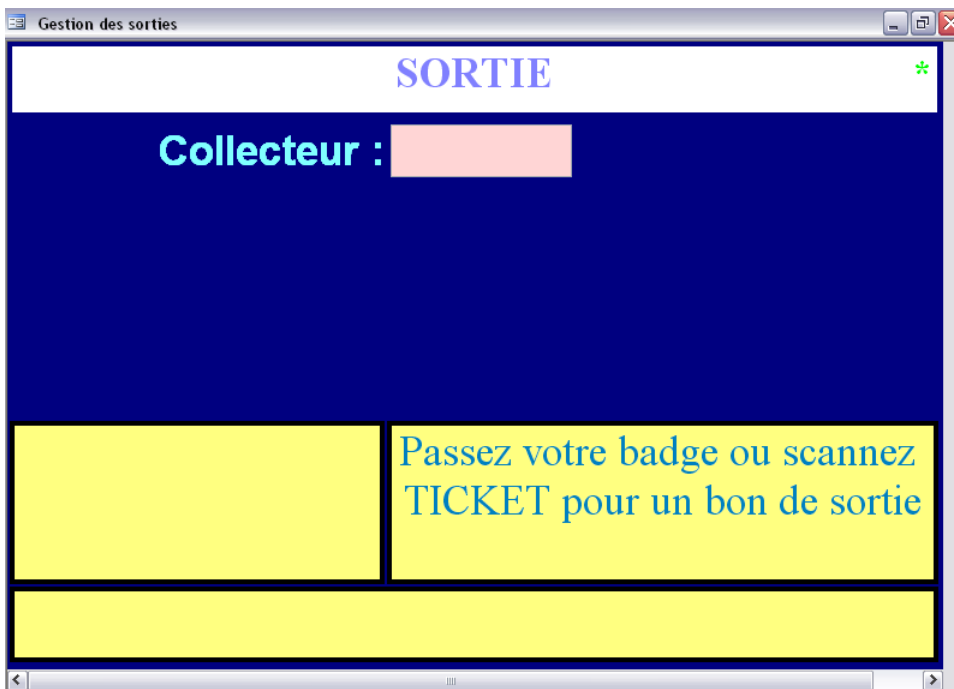 Gestion des sorties
SORTIE *
Collecteur :
Passez votre badge ou scannez
TICKET pour un bon de sortie